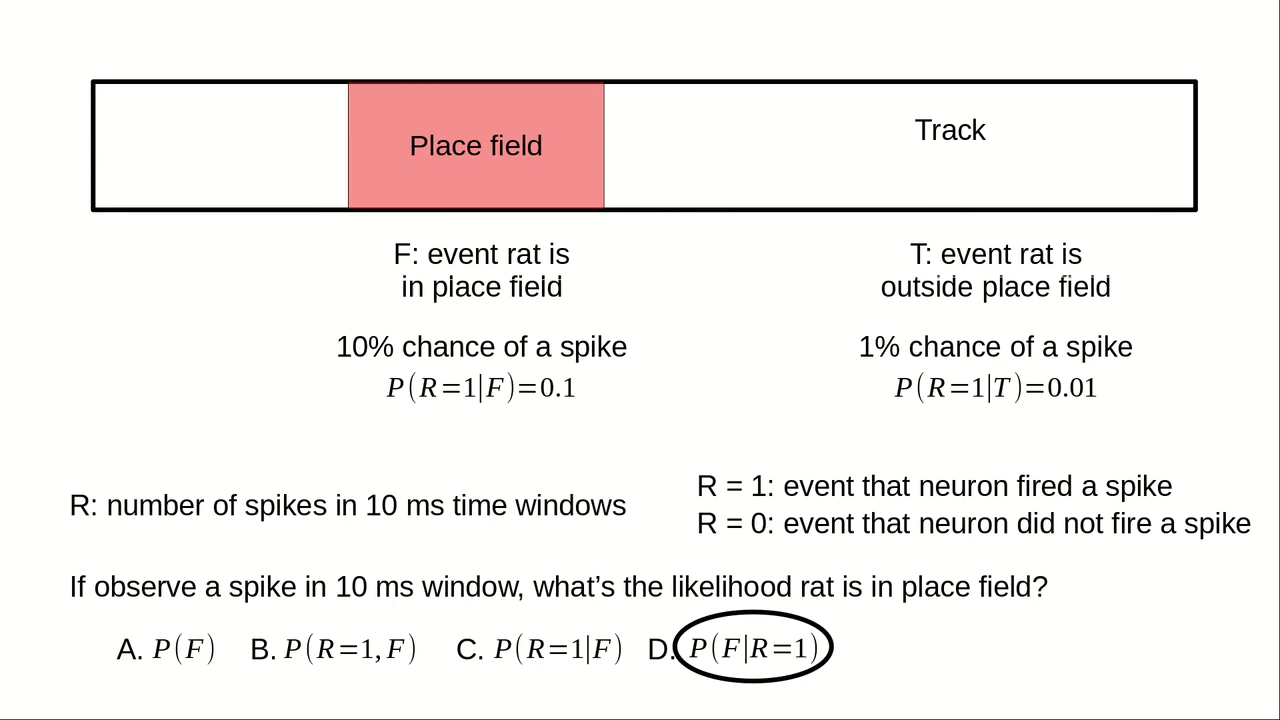 Place field
Track
F: event rat is
in place field
T: event rat is
outside place field
10% chance of a spike
P(R=1|F)=0.1
1% chance of a spike
P(R=1|T)=0.01
R: number of spikes in 10 ms time windows
R = 1: event that neuron fired a spike
R = 0: event that neuron did not fire a spike
If observe a spike in 10 ms window, what’s the likelihood rat is in place field?
A. P(F) B. P(R=1,F) C. P(R=1|F) D. P(F|R=1)